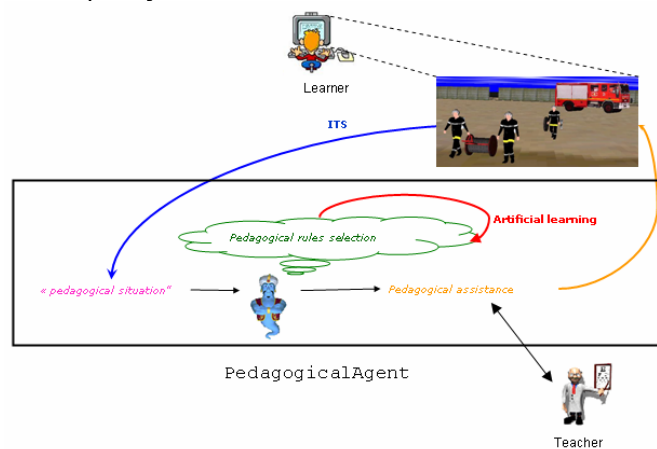 Learner
ITS
Artificial learning
Pedagogical rules selection
« pedagogical situation"
Pedagogical assistance
PedagogicalAgent
Teacher